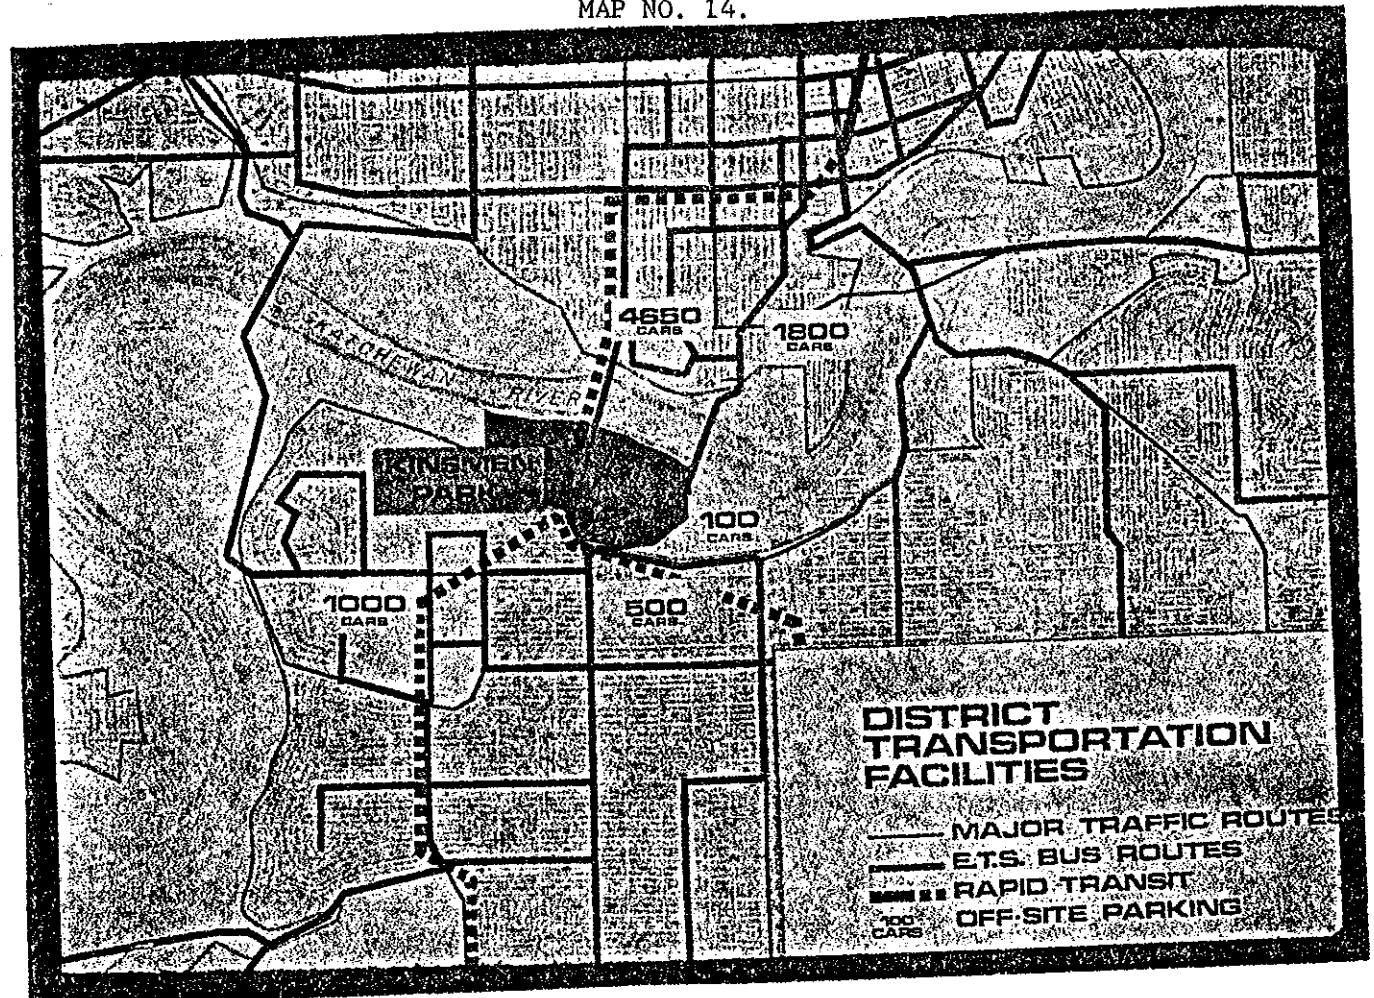 MAP NO. 14.
4650
CARS
1800
CARS
SASKATCHEWAN RIVER
KINSMEN
PARK
100
CARS
1000
CARS
500
CARS
DISTRICT
TRANSPORTATION
FACILITIES
MAJOR TRAFFIC ROUTES
E.T.S. BUS ROUTES
RAPID TRANSIT
100
CARS
OFF-SITE PARKING